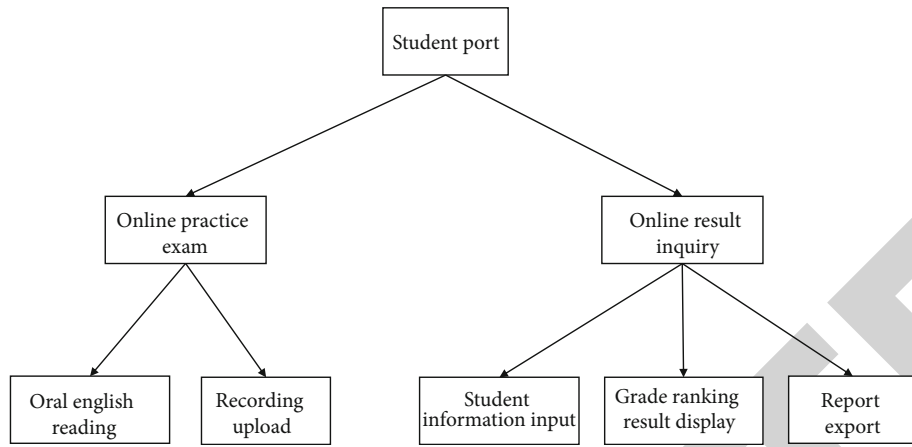 Student port
Online practice
exam
Online result
inquiry
Oral english
reading
Recording
upload
Student
information input
Grade ranking
result display
Report
export